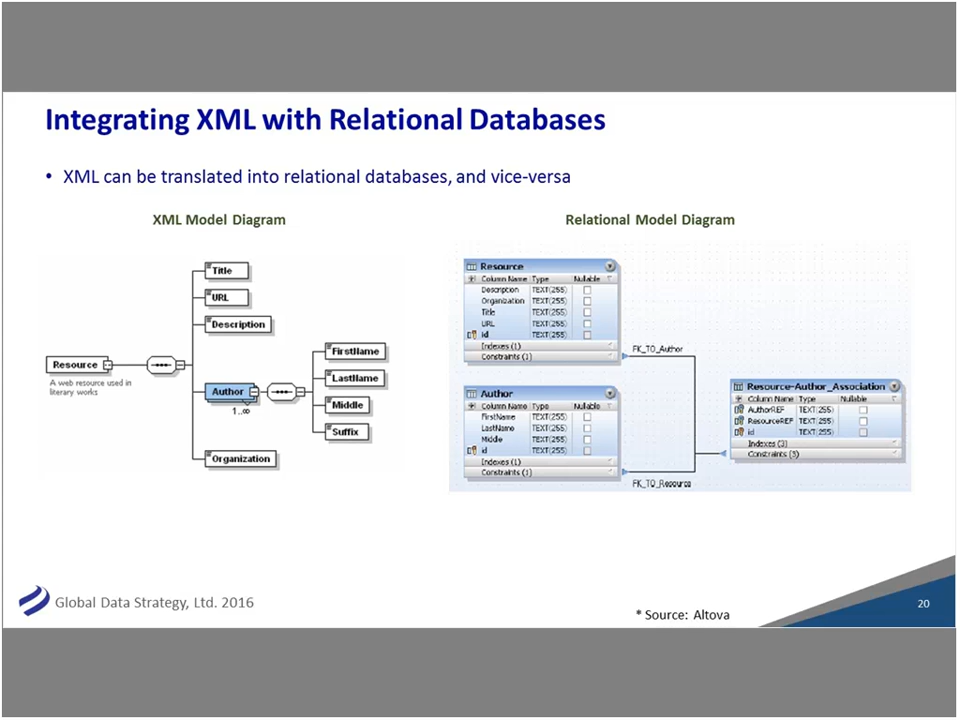 Integrating XML with Relational Databases
• XML can be translated into relational databases, and vice-versa
XML Model Diagram
Relational Model Diagram
Title
URL
Description
Resource
A web resource used in
literary works
Author
1..∞
FirstName
LastName
Middle
Suffix
Organization
Resource
Column Name Type Nullable
Description TEXT(255)
Organization TEXT(255)
Title TEXT(255)
URL TEXT(255)
id TEXT(255)
Indexes (1)
Constraints (1)
FK_TO_Author
Author
Column Name Type Nullable
FirstName TEXT(255)
LastName TEXT(255)
Middle TEXT(255)
id TEXT(255)
Indexes (1)
Constraints (1)
FK_TO_Resource
Resource-Author_Association
Column Name Type Nullable
AuthorREF TEXT(255)
ResourceREF TEXT(255)
id TEXT(255)
Indexes (3)
Constraints (3)
Global Data Strategy, Ltd. 2016
* Source: Altova
20